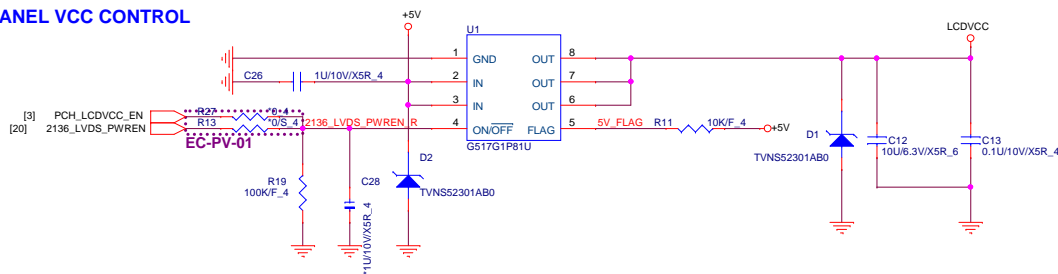 ANEL VCC CONTROL
+5V
U1
LCDVCC
1 GND OUT 8
C26 1U/10V/X5R_4
2 IN OUT 7
3 IN OUT 6
[3] PCH_LCDVCC_EN R27 *0_4
[20] 2136_LVDS_PWREN R13 *0/S_4 2136_LVDS_PWREN_R 4 ON/OFF FLAG 5 5V_FLAG R11 10K/F_4 +5V
EC-PV-01
G517G1P81U
D1
TVNS52301AB0
C12
10U/6.3V/X5R_6
C13
0.1U/10V/X5R_4
D2
TVNS52301AB0
R19
100K/F_4
C28
*1U/10V/X5R_4